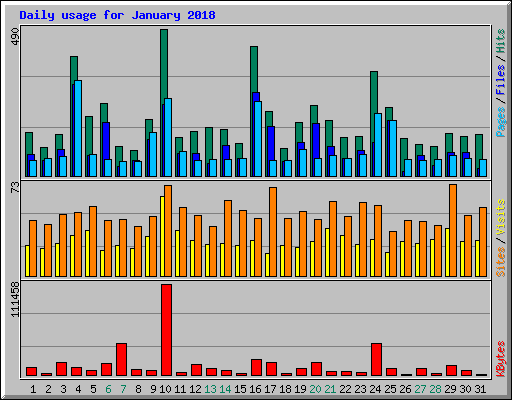 Daily usage for January 2018
490
Pages / Files / Hits
73
Sites / Visits
111458
KBytes
1 2 3 4 5 6 7 8 9 10 11 12 13 14 15 16 17 18 19 20 21 22 23 24 25 26 27 28 29 30 31